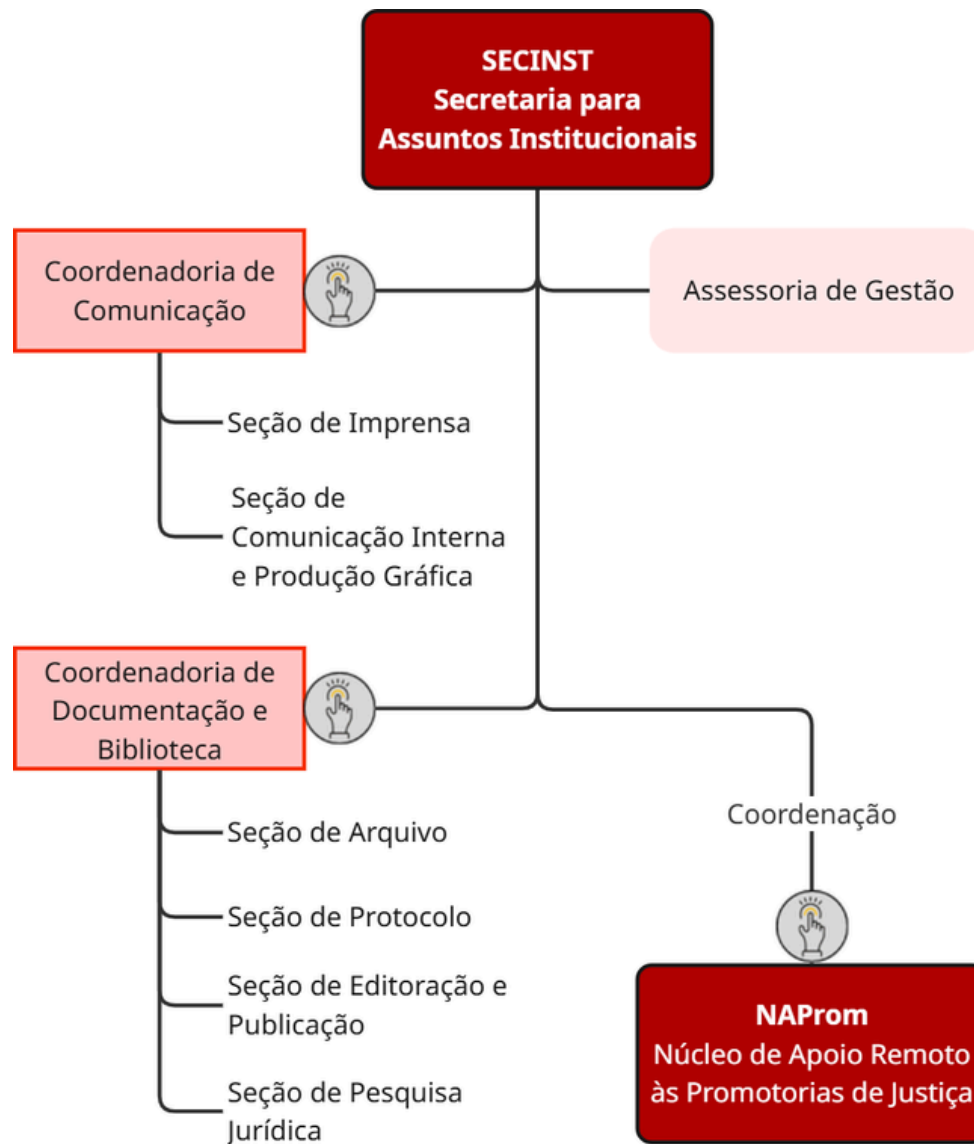 SECINST
Secretaria para
Assuntos Institucionais
Coordenadoria de
Comunicação
Assessoria de Gestão
Seção de Imprensa
Seção de
Comunicação Interna
e Produção Gráfica
Coordenadoria de
Documentação e
Biblioteca
Seção de Arquivo
Seção de Protocolo
Seção de Editoração e
Publicação
Seção de Pesquisa
Jurídica
Coordenação
NAProm
Núcleo de Apoio Remoto
às Promotorias de Justiça